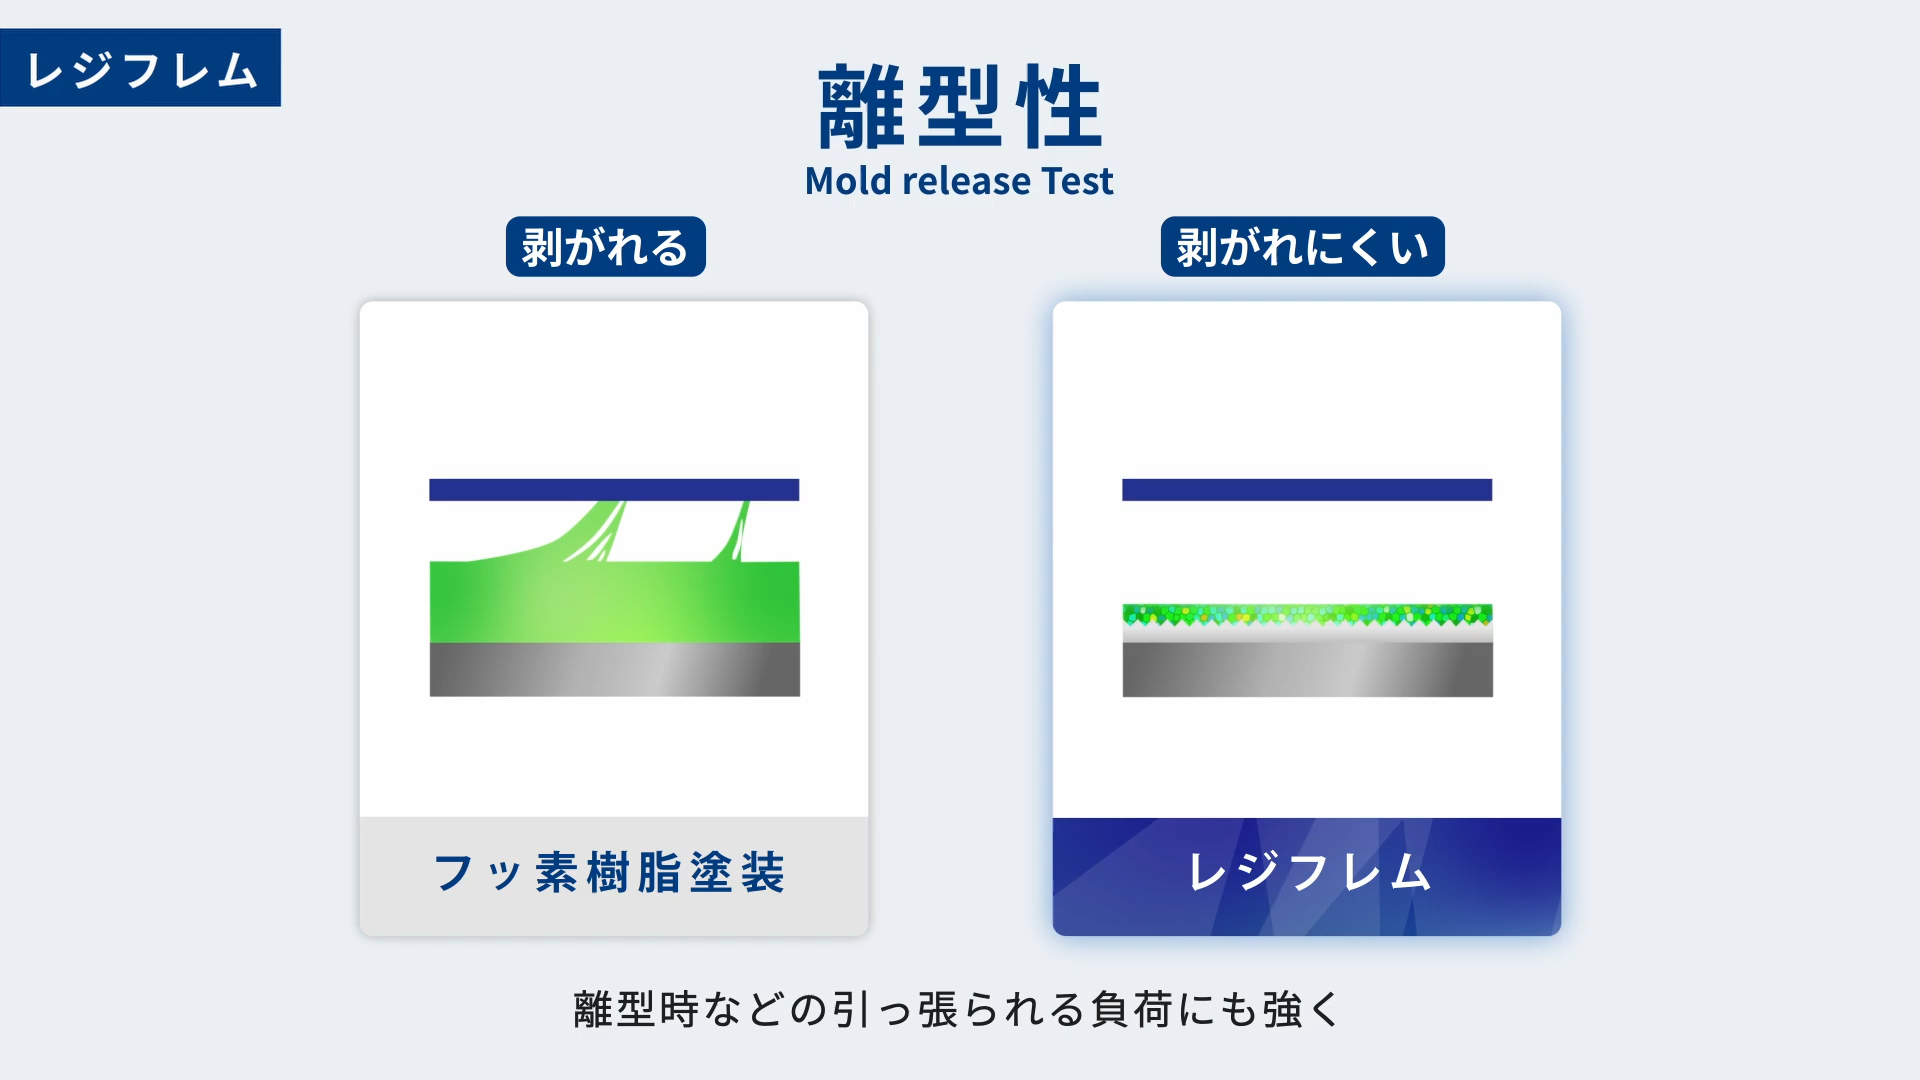 レジフレム
離型性
Mold release Test
剥がれる
剥がれにくい
フッ素樹脂塗装
レジフレム
離型時などの引っ張られる負荷にも強く